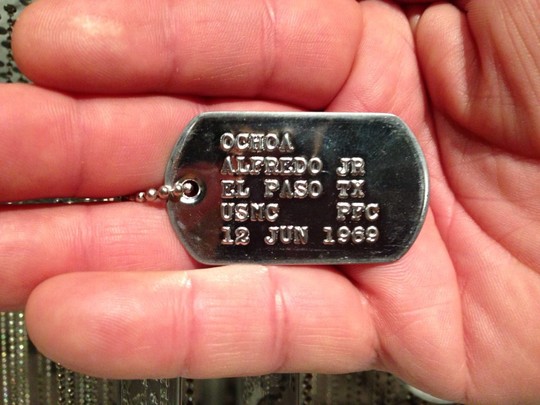 OCHOA
ALFREDO JR
EL PASO TX
USMC PFC
12 JUN 1969